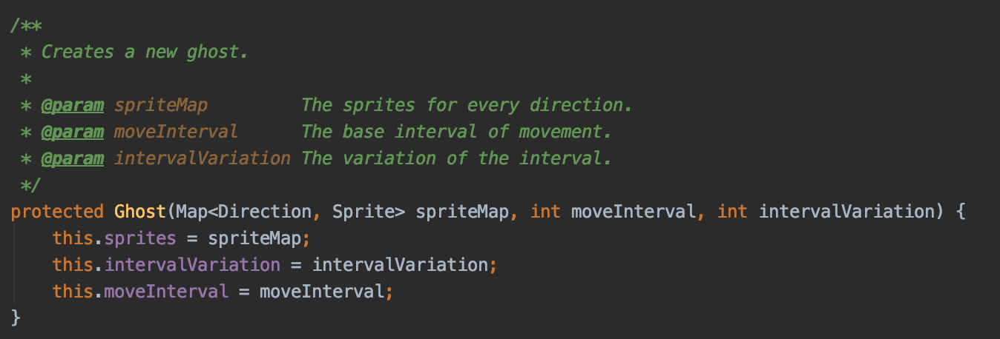 /**
 * Creates a new ghost.
 *
 * @param spriteMap         The sprites for every direction.
 * @param moveInterval      The base interval of movement.
 * @param intervalVariation The variation of the interval.
 */
protected Ghost(Map<Direction, Sprite> spriteMap, int moveInterval, int intervalVariation) {
    this.sprites = spriteMap;
    this.intervalVariation = intervalVariation;
    this.moveInterval = moveInterval;
}